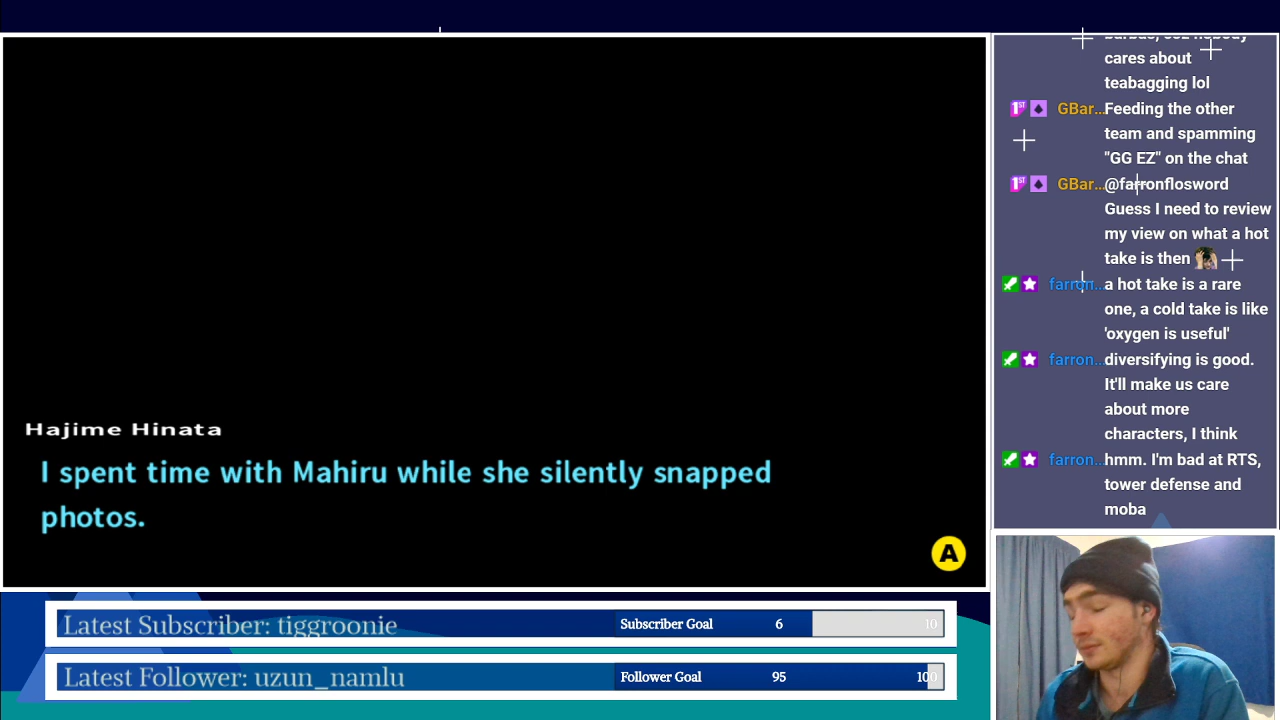 cares about
teabagging lol
GBar... Feeding the other
team and spamming
"GG EZ" on the chat
GBar... @farronflosword
Guess I need to review
my view on what a hot
take is then
farron... a hot take is a rare
one, a cold take is like
'oxygen is useful'
farron... diversifying is good.
It'll make us care
about more
characters, I think
farron... hmm. I'm bad at RTS,
tower defense and
moba
Hajime Hinata
I spent time with Mahiru while she silently snapped
photos.
A
Latest Subscriber: tiggroonie
Subscriber Goal 6 10
Latest Follower: uzun_namlu
Follower Goal 95 100